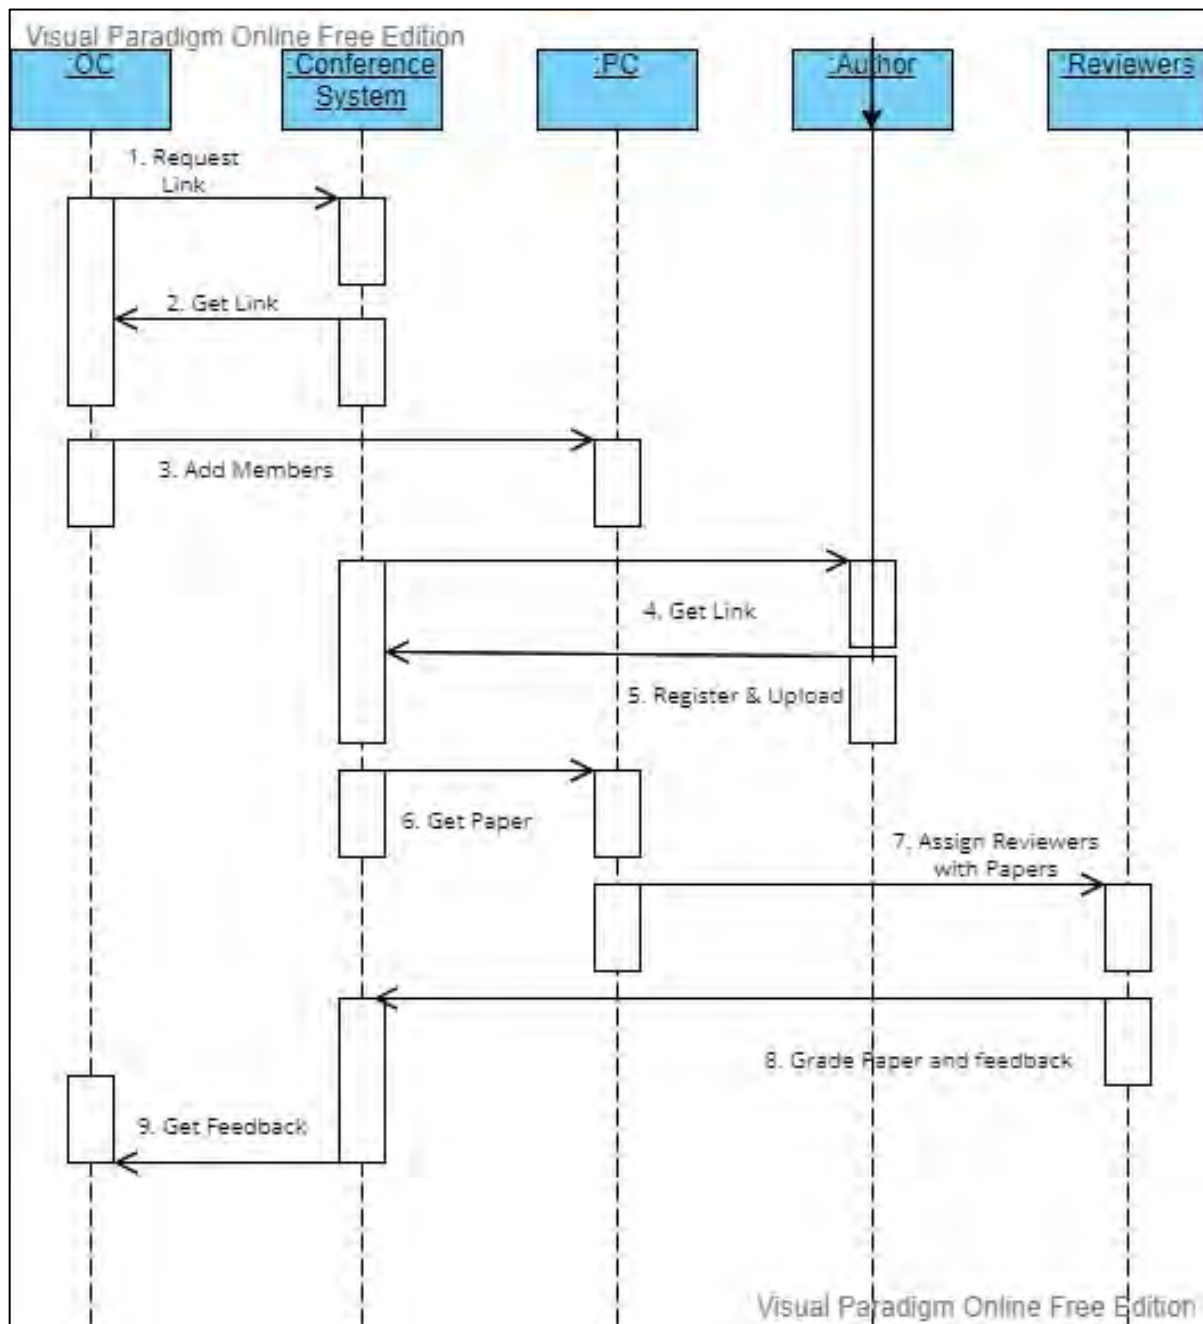 Visual Paradigm Online Free Edition
:OC
:Conference
System
:PC
:Author
:Reviewers
1. Request
Link
2. Get Link
3. Add Members
4. Get Link
5. Register & Upload
6. Get Paper
7. Assign Reviewers
with Papers
8. Grade Paper and feedback
9. Get Feedback
Visual Paradigm Online Free Edition